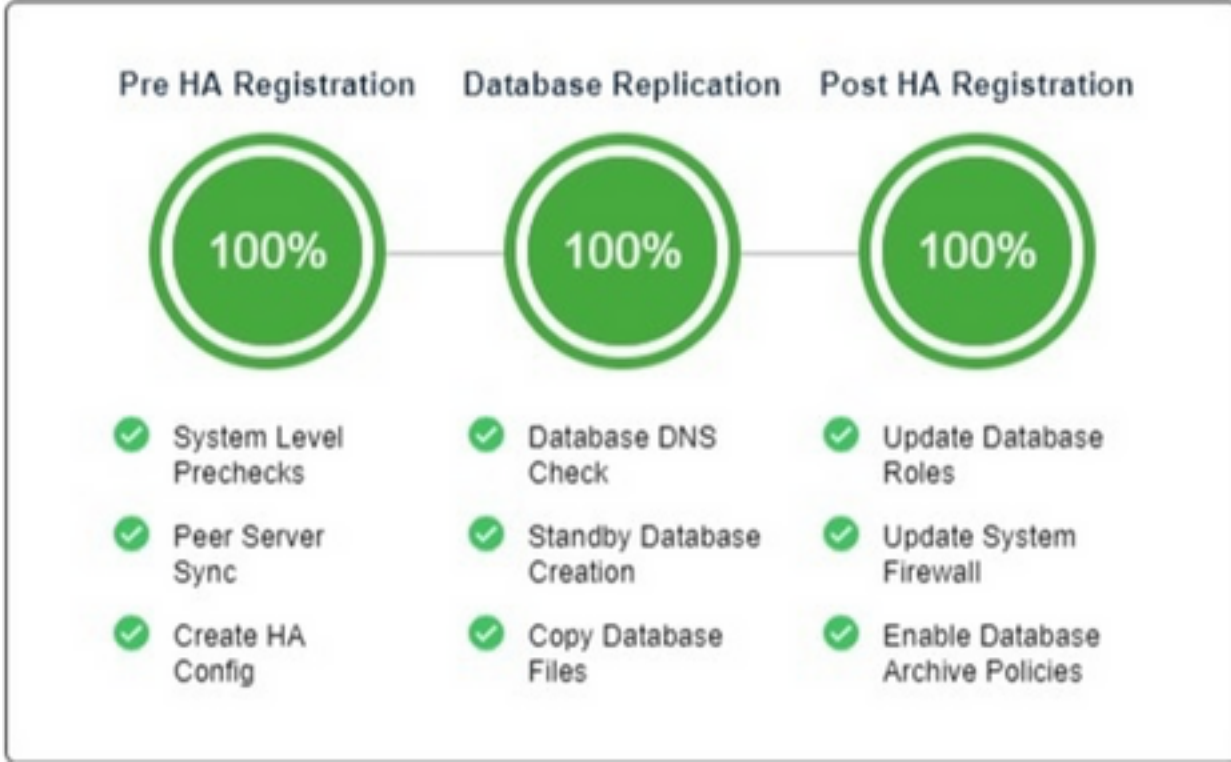 Pre HA Registration
Database Replication
Post HA Registration
100%
100%
100%
System Level
Prechecks
Peer Server
Sync
Create HA
Config
Database DNS
Check
Standby Database
Creation
Copy Database
Files
Update Database
Roles
Update System
Firewall
Enable Database
Archive Policies